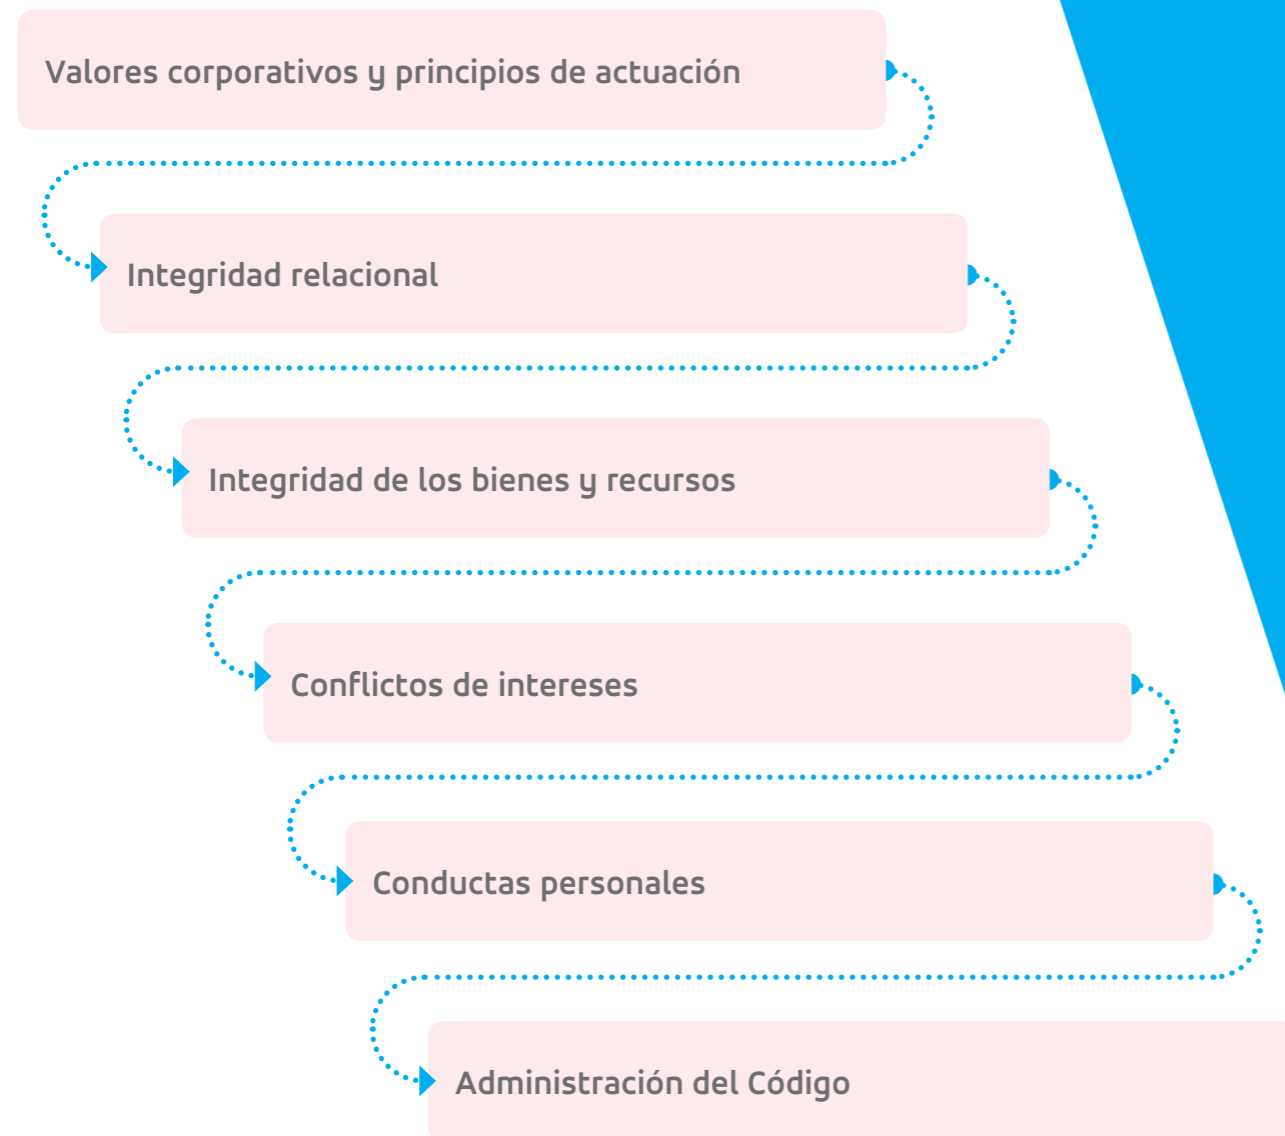 Valores corporativos y principios de actuación
Integridad relacional
Integridad de los bienes y recursos
Conflictos de intereses
Conductas personales
Administración del Código